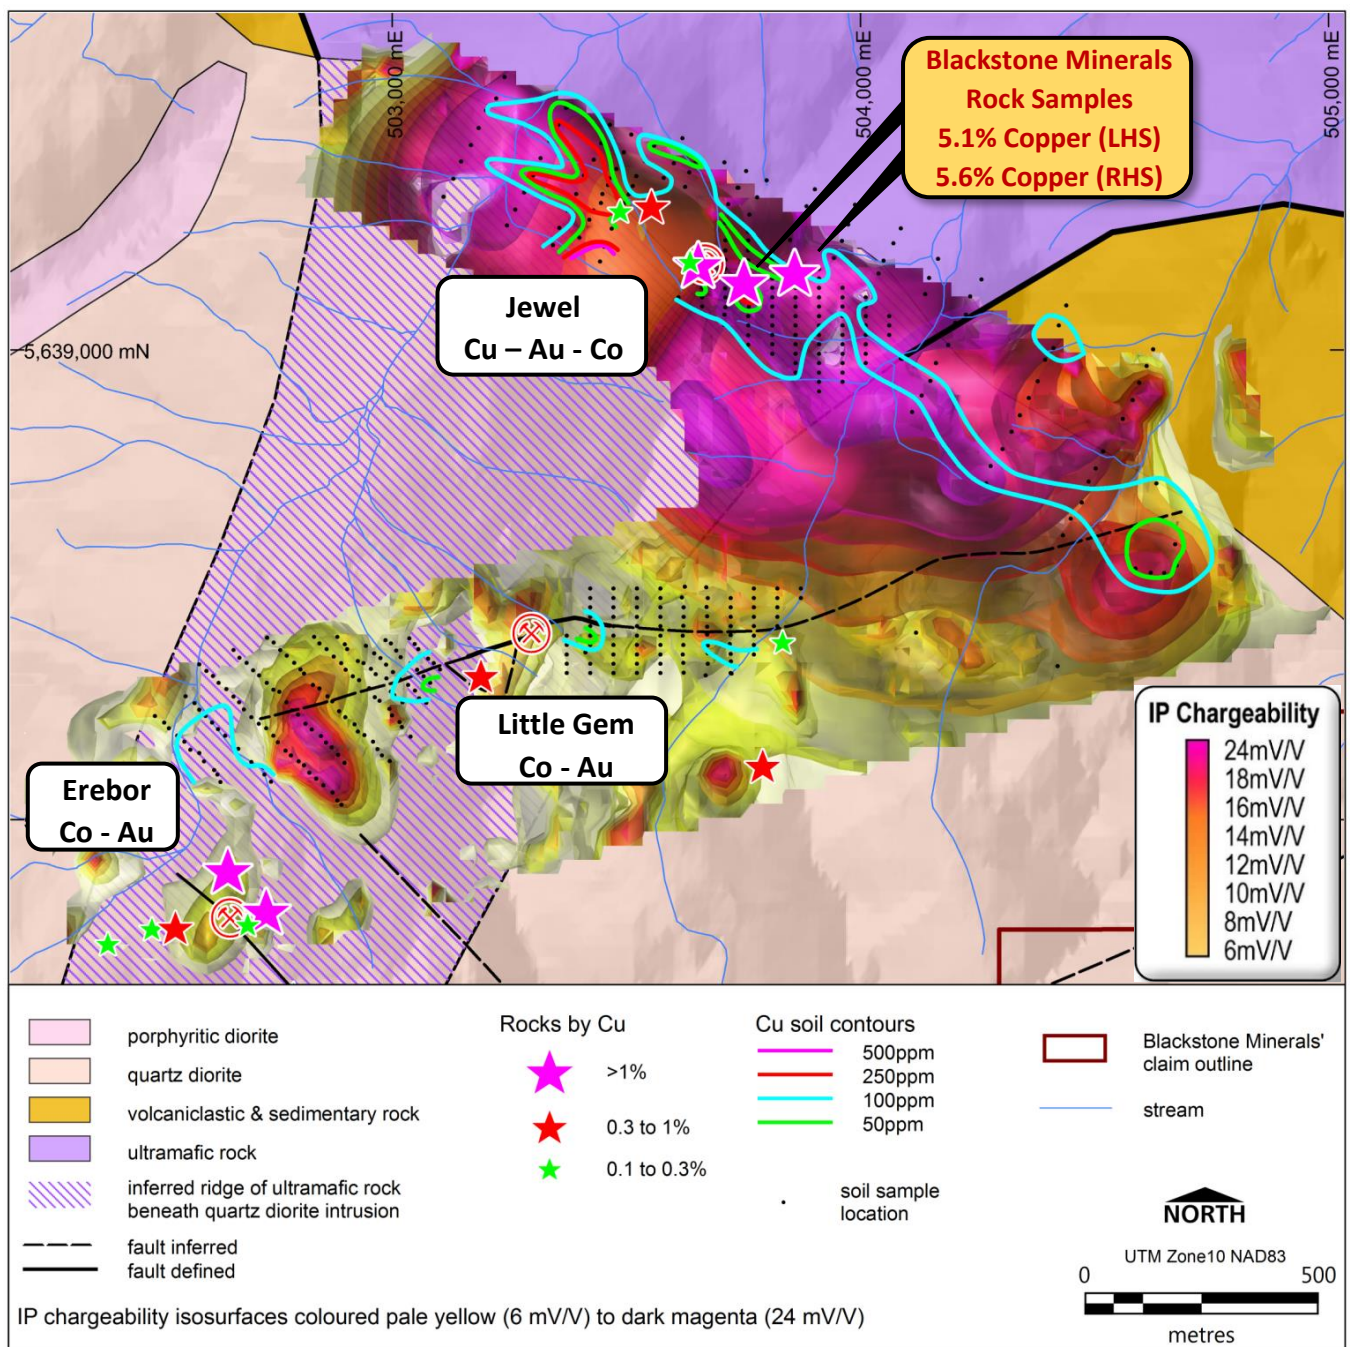 503,000 mE
504,000 mE
505,000 mE
Blackstone Minerals
Rock Samples
5.1% Copper (LHS)
5.6% Copper (RHS)
Jewel
Cu – Au - Co
5,639,000 mN
Little Gem
Co - Au
Erebor
Co - Au
IP Chargeability
24mV/V
18mV/V
16mV/V
14mV/V
12mV/V
10mV/V
8mV/V
6mV/V
porphyritic diorite
quartz diorite
volcaniclastic & sedimentary rock
ultramafic rock
inferred ridge of ultramafic rock
beneath quartz diorite intrusion
fault inferred
fault defined
Rocks by Cu
>1%
0.3 to 1%
0.1 to 0.3%
Cu soil contours
500ppm
250ppm
100ppm
50ppm
soil sample
location
Blackstone Minerals'
claim outline
stream
NORTH
UTM Zone10 NAD83
0 500
metres
IP chargeability isosurfaces coloured pale yellow (6 mV/V) to dark magenta (24 mV/V)